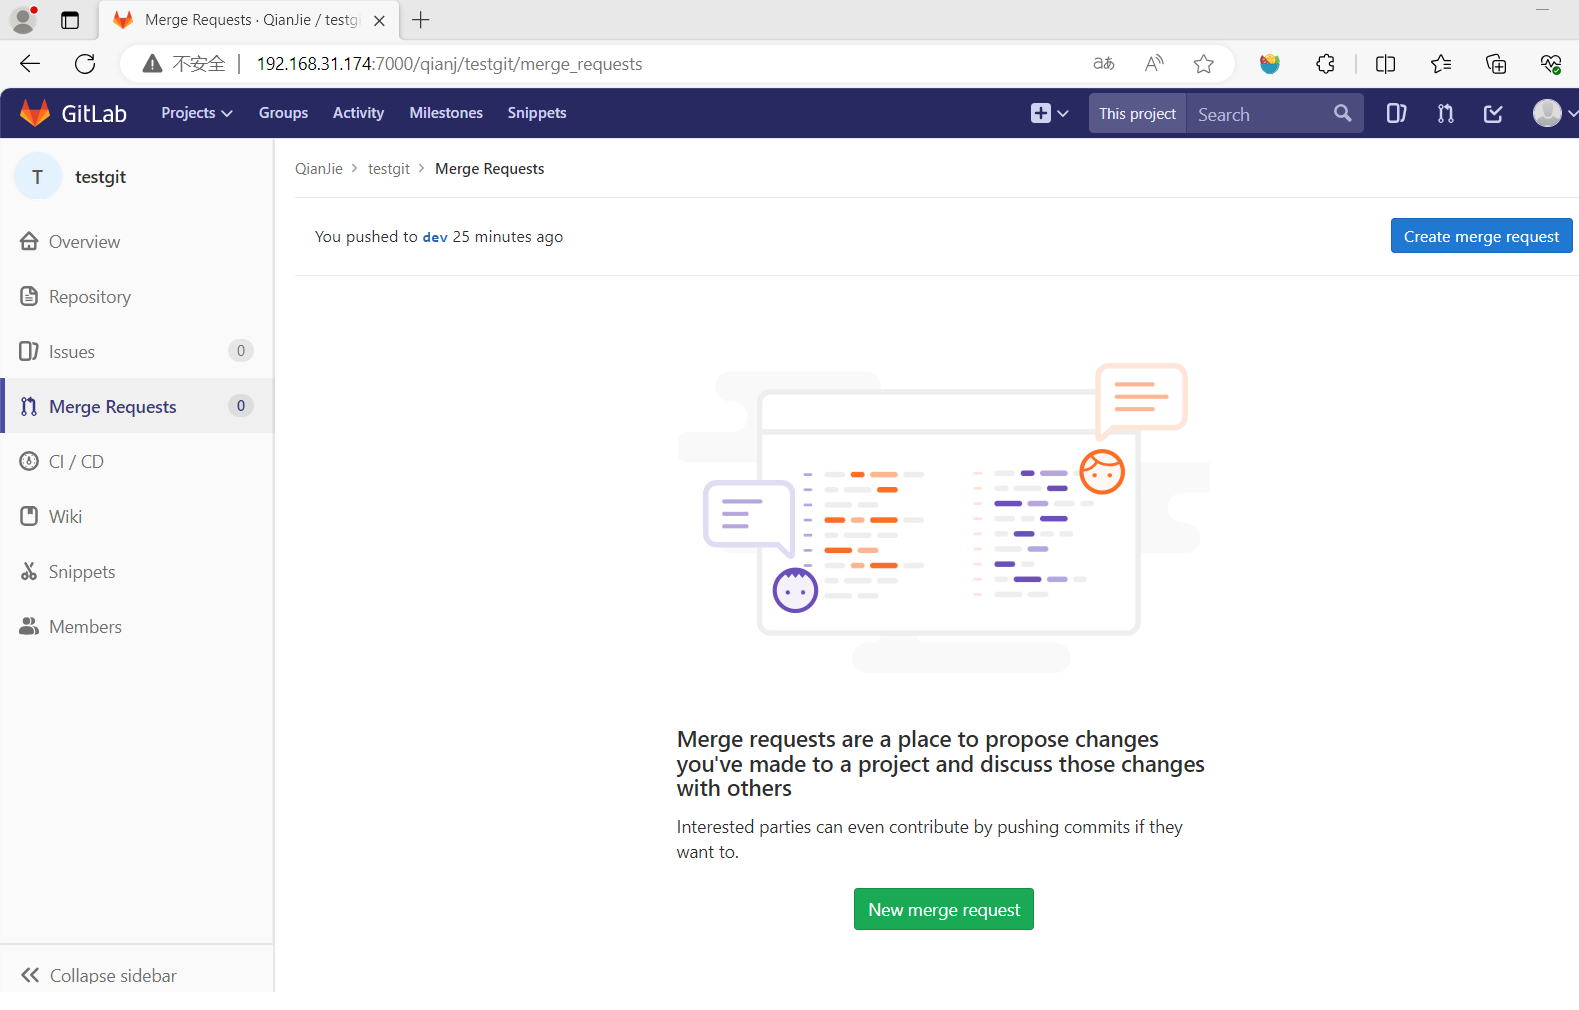 Merge Requests · QianJie / testgi
不安全
192.168.31.174:7000/qianj/testgit/merge_requests
aあ
GitLab
Projects
Groups
Activity
Milestones
Snippets
This project
Search
T
testgit
Overview
Repository
Issues
0
Merge Requests
0
CI / CD
Wiki
Snippets
Members
Collapse sidebar
QianJie
testgit
Merge Requests
You pushed to dev 25 minutes ago
Create merge request
Merge requests are a place to propose changes
you've made to a project and discuss those changes
with others
Interested parties can even contribute by pushing commits if they
want to.
New merge request